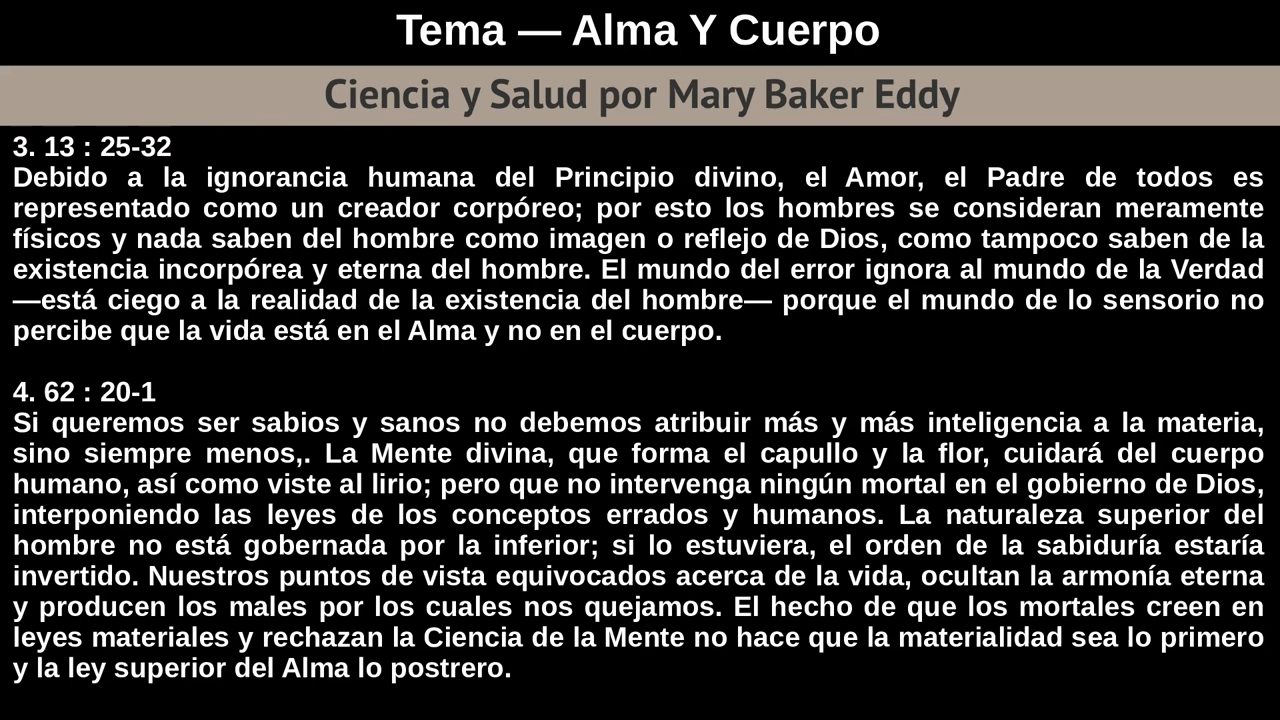 Tema — Alma Y Cuerpo
Ciencia y Salud por Mary Baker Eddy
3. 13 : 25-32
Debido a la ignorancia humana del Principio divino, el Amor, el Padre de todos es
representado como un creador corpóreo; por esto los hombres se consideran meramente
físicos y nada saben del hombre como imagen o reflejo de Dios, como tampoco saben de la
existencia incorpórea y eterna del hombre. El mundo del error ignora al mundo de la Verdad
—está ciego a la realidad de la existencia del hombre— porque el mundo de lo sensorio no
percibe que la vida está en el Alma y no en el cuerpo.
4. 62 : 20-1
Si queremos ser sabios y sanos no debemos atribuir más y más inteligencia a la materia,
sino siempre menos,. La Mente divina, que forma el capullo y la flor, cuidará del cuerpo
humano, así como viste al lirio; pero que no intervenga ningún mortal en el gobierno de Dios,
interponiendo las leyes de los conceptos errados y humanos. La naturaleza superior del
hombre no está gobernada por la inferior; si lo estuviera, el orden de la sabiduría estaría
invertido. Nuestros puntos de vista equivocados acerca de la vida, ocultan la armonía eterna
y producen los males por los cuales nos quejamos. El hecho de que los mortales creen en
leyes materiales y rechazan la Ciencia de la Mente no hace que la materialidad sea lo primero
y la ley superior del Alma lo postrero.